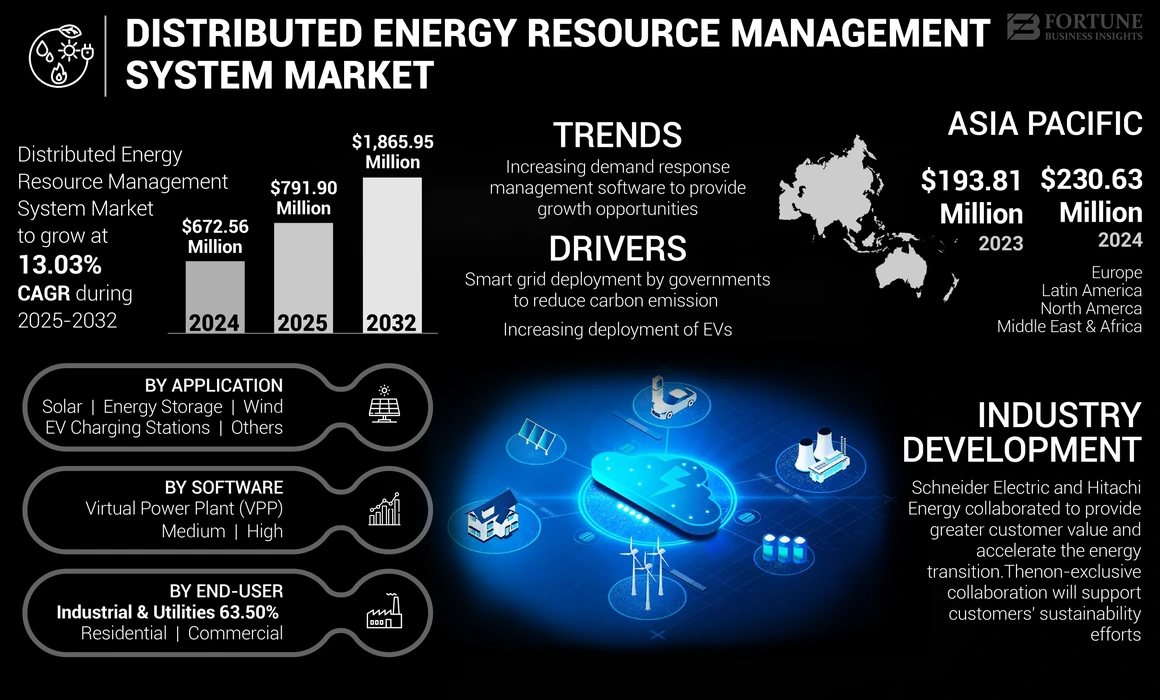 DISTRIBUTED ENERGY RESOURCE MANAGEMENT
SYSTEM MARKET
FORTUNE
BUSINESS INSIGHTS
Distributed Energy
Resource Management
System Market
to grow at
13.03%
CAGR during
2025-2032
$672.56
Million
2024
$791.90
Million
2025
$1,865.95
Million
2032
TRENDS
Increasing demand response
management software to provide
growth opportunities
DRIVERS
Smart grid deployment by governments
to reduce carbon emission
Increasing deployment of EVs
ASIA PACIFIC
$193.81
Million
2023
$230.63
Million
2024
Europe
Latin America
North Amerca
Middle East & Africa
BY APPLICATION
Solar | Energy Storage | Wind
EV Charging Stations | Others
BY SOFTWARE
Virtual Power Plant (VPP)
Medium | High
BY END-USER
Industrial & Utilities 63.50%
Residential | Commercial
INDUSTRY
DEVELOPMENT
Schneider Electric and Hitachi
Energy collaborated to provide
greater customer value and
accelerate the energy
transition.Thenon-exclusive
collaboration will support
customers' sustainability
efforts